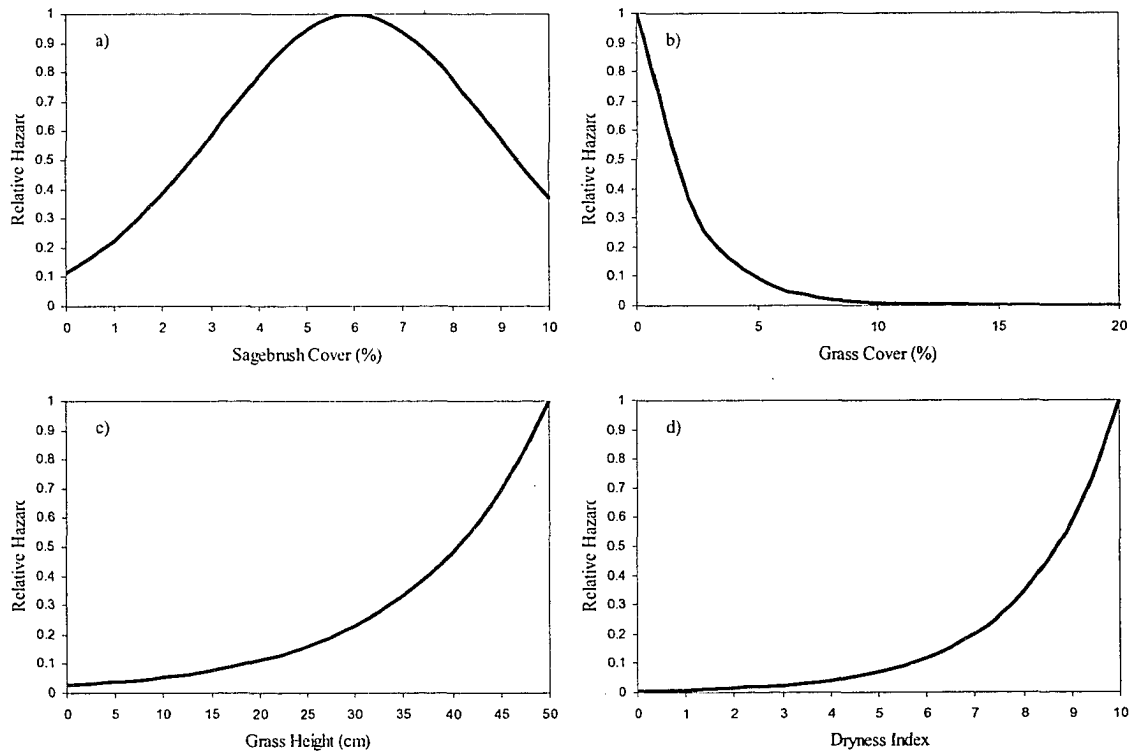 a)
1
0.9
0.8
0.7
0.6
0.5
0.4
0.3
0.2
0.1
0
Relative Hazarc
0 1 2 3 4 5 6 7 8 9 10
Sagebrush Cover (%)
b)
1
0.9
0.8
0.7
0.6
0.5
0.4
0.3
0.2
0.1
0
Relative Hazarc
0 5 10 15 20
Grass Cover (%)
c)
1
0.9
0.8
0.7
0.6
0.5
0.4
0.3
0.2
0.1
0
Relative Hazarc
0 5 10 15 20 25 30 35 40 45 50
Grass Height (cm)
d)
1
0.9
0.8
0.7
0.6
0.5
0.4
0.3
0.2
0.1
0
Relative Hazarc
0 1 2 3 4 5 6 7 8 9 10
Dryness Index